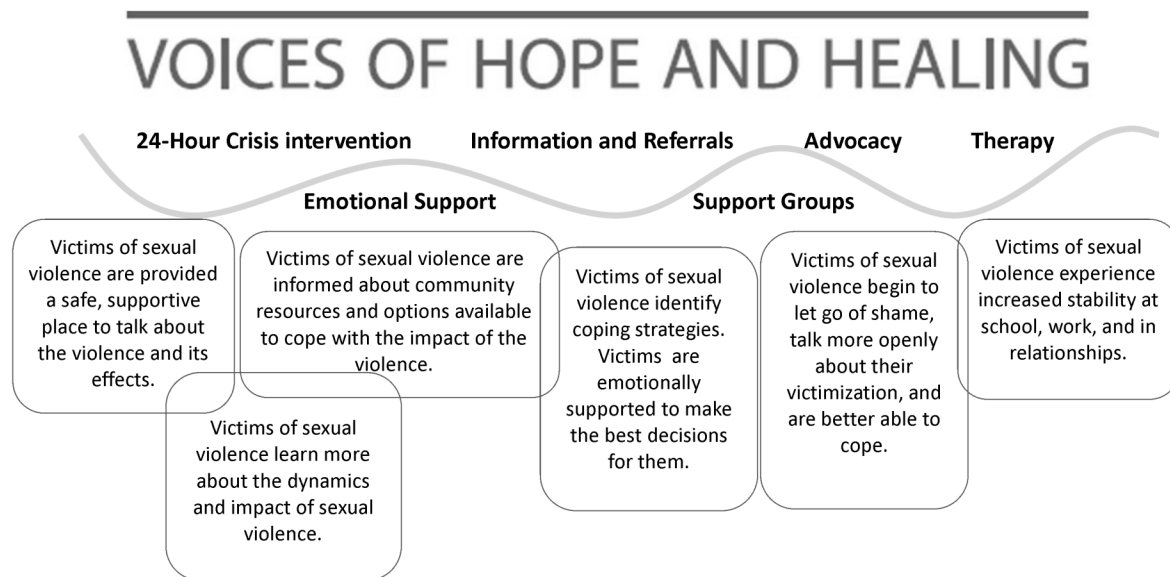 VOICES OF HOPE AND HEALING
24-Hour Crisis intervention
Information and Referrals
Advocacy
Therapy
Emotional Support
Support Groups
Victims of sexual
violence are provided
a safe, supportive
place to talk about
the violence and its
effects.
Victims of sexual
violence learn more
about the dynamics
and impact of sexual
violence.
Victims of sexual violence are
informed about community
resources and options available
to cope with the impact of the
violence.
Victims of sexual
violence identify
coping strategies.
Victims are
emotionally
supported to make
the best decisions
for them.
Victims of sexual
violence begin to
let go of shame,
talk more openly
about their
victimization, and
are better able to
cope.
Victims of sexual
violence experience
increased stability at
school, work, and in
relationships.